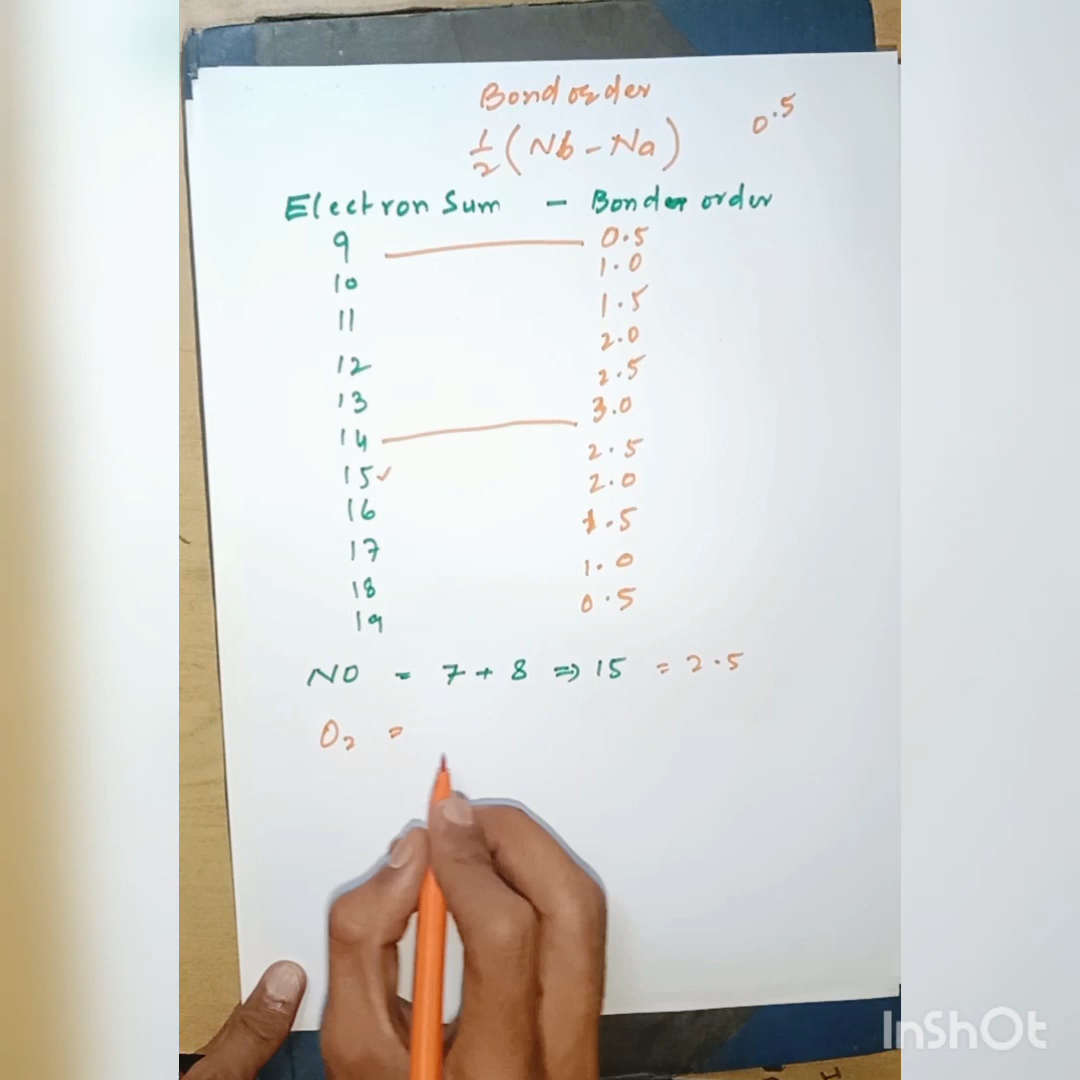 Bond order
1/2 (Nb - Na) 0.5
Electron Sum - Bonder order
9 — 0.5
10 1.0
11 1.5
12 2.0
13 2.5
14 — 3.0
15✓ 2.5
16 2.0
17 1.5
18 1.0
19 0.5
NO = 7 + 8 ⇒ 15 = 2.5
O₂ =
InShOt